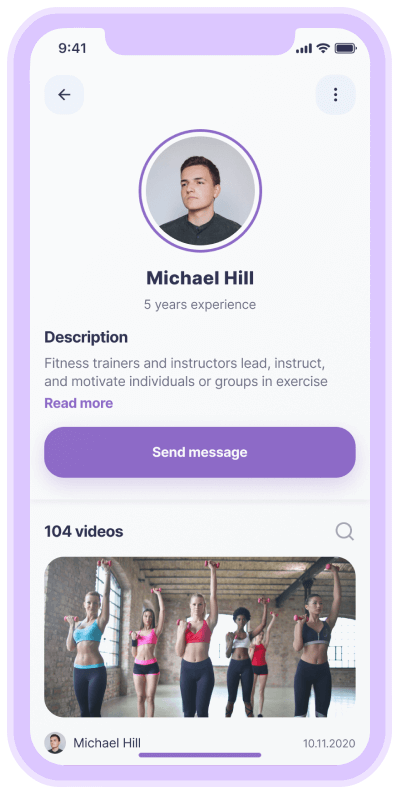 9:41
Michael Hill
5 years experience
Description
Fitness trainers and instructors lead, instruct,
and motivate individuals or groups in exercise
Read more
Send message
104 videos
Michael Hill 10.11.2020